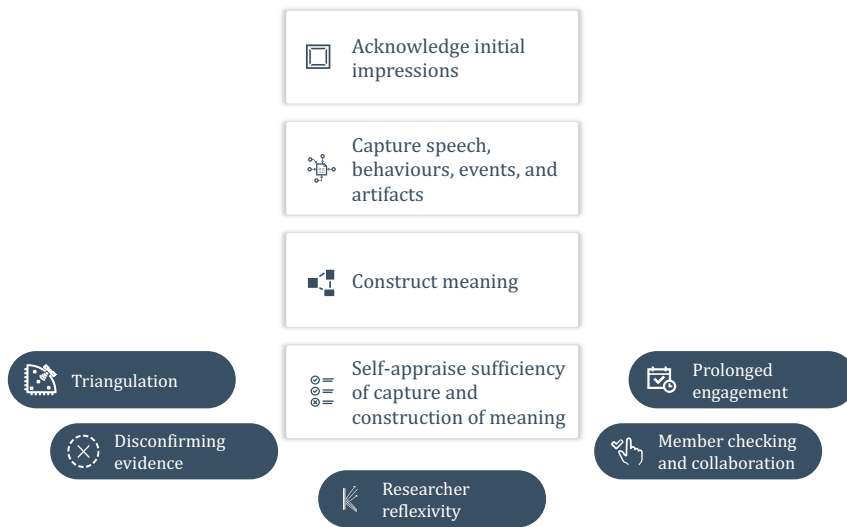 Acknowledge initial
impressions
Capture speech,
behaviours, events, and
artifacts
Construct meaning
Self-appraise sufficiency
of capture and
construction of meaning
Triangulation
Disconfirming
evidence
Researcher
reflexivity
Prolonged
engagement
Member checking
and collaboration